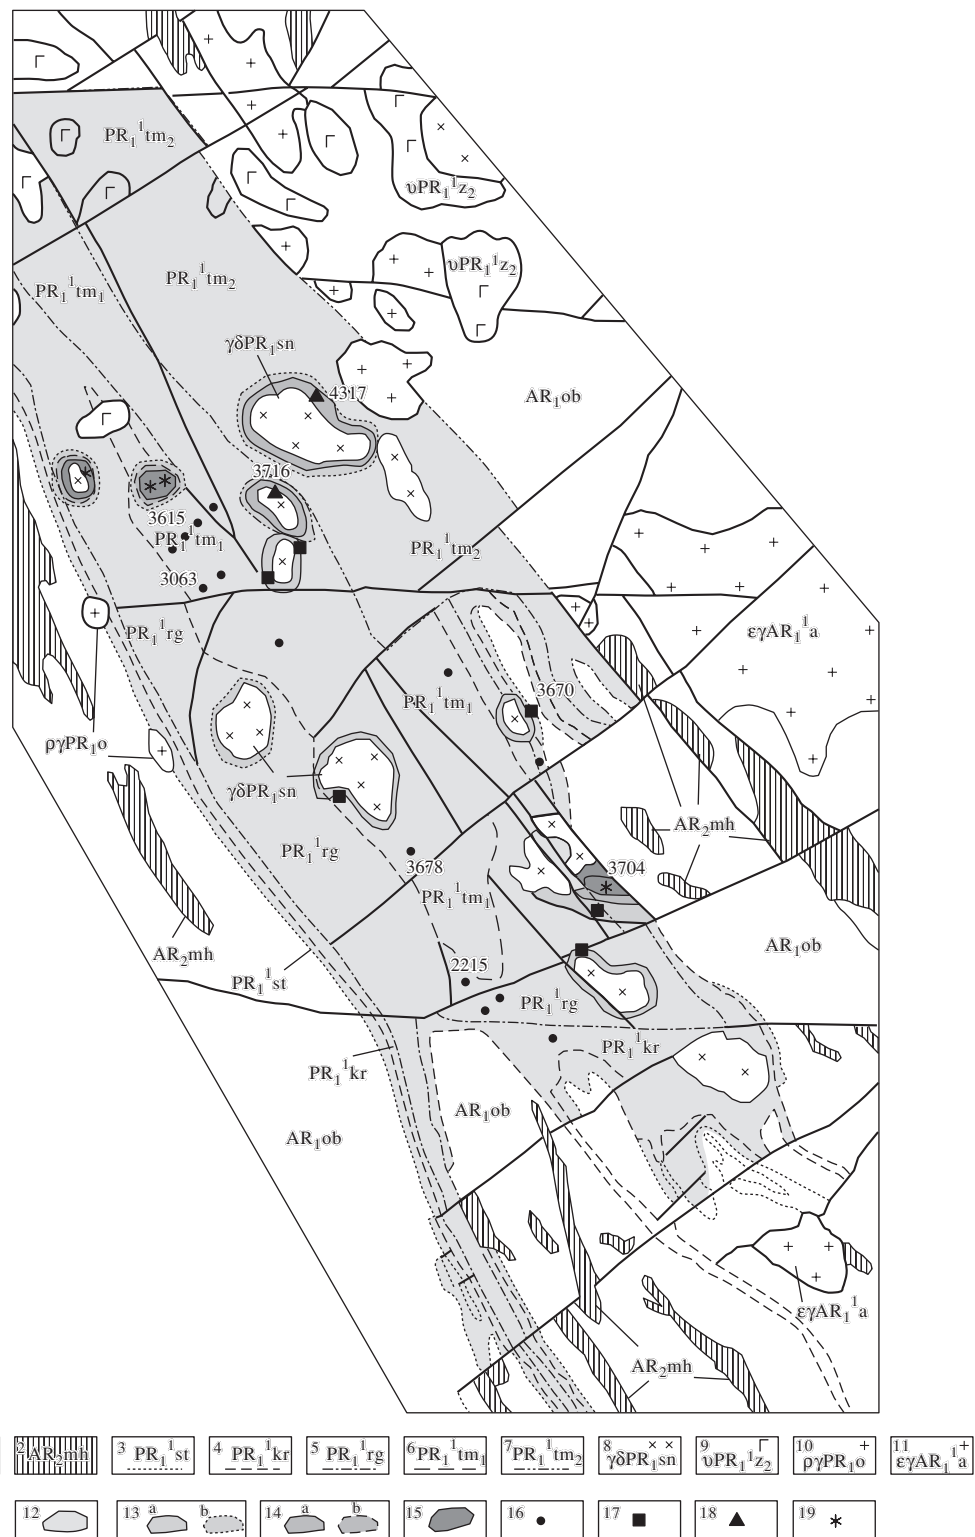 PR₁¹tm₂
υPR₁¹z₂
υPR₁¹z₂
PR₁¹tm₁
PR₁¹tm₂
γδPR₁sn
4317
AR₁ob
3716
3615
PR₁¹tm₁
PR₁¹tm₂
3063
PR₁¹rg
εγAR₁¹a
3670
PR₁¹tm₁
ργPR₁o
γδPR₁sn
AR₂mh
PR₁¹rg
3678
3704
PR₁¹tm₁
AR₂mh
AR₁ob
2215
PR₁¹st
PR₁¹rg
PR₁¹kr
PR₁¹kr
AR₁ob
AR₁ob
εγAR₁¹a
AR₂mh
2 AR₂mh 3 PR₁¹st 4 PR₁¹kr 5 PR₁¹rg 6 PR₁¹tm₁ 7 PR₁¹tm₂ 8 γδPR₁sn 9 υPR₁¹z₂ 10 ργPR₁o 11 εγAR₁¹a
12 13 a b 14 a b 15 16 17 18 19